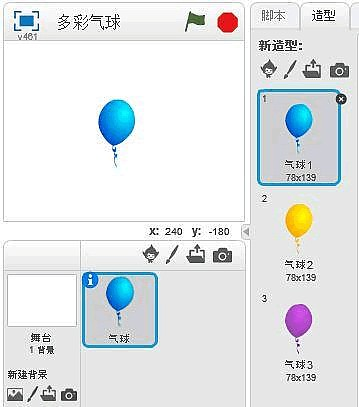 多彩气球
v461
脚本
造型
新造型:
1
气球1
78x139
2
气球2
78x139
3
气球3
78x139
x: 240 y: -180
舞台
1 背景
新建背景
气球